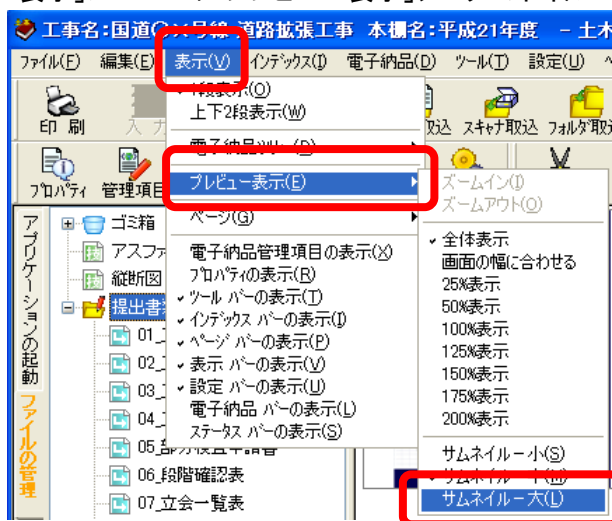 工事名:国道 号線 道路拡張工事 本棚名:平成21年度 － 土木
ﾌｧｲﾙ(F) 編集(E) 表示(V) ｲﾝﾃﾞｯｸｽ(I) 電子納品(D) ﾂｰﾙ(T) 設定(U)
印 刷 入 力 取込 ｽｷｬﾅ取込 ﾌｫﾙﾀﾞ取込
ﾌﾟﾛﾊﾟﾃｨ 管理項目
アプリケーションの起動
ファイルの管理
ゴミ箱
アスファ
縦断図
提出書
01_
02_
03_
04_
05_部分検査申請書
06_段階確認表
07_立会一覧表
1段表示(O)
上下2段表示(W)
電子納品ﾂﾘｰ(D)
プレビュー表示(E)
ページ(G)
電子納品管理項目の表示(X)
ﾌﾟﾛﾊﾟﾃｨの表示(R)
ﾂｰﾙ ﾊﾞｰの表示(T)
ｲﾝﾃﾞｯｸｽ ﾊﾞｰの表示(I)
ﾍﾟｰｼﾞ ﾊﾞｰの表示(P)
表示 ﾊﾞｰの表示(V)
設定 ﾊﾞｰの表示(U)
電子納品 ﾊﾞｰの表示(L)
ｽﾃｰﾀｽ ﾊﾞｰの表示(S)
ズームイン(I)
ズームアウト(O)
全体表示
画面の幅に合わせる
25%表示
50%表示
100%表示
125%表示
150%表示
175%表示
200%表示
サムネイルー小(S)
サムネイルー中(M)
サムネイルー大(L)